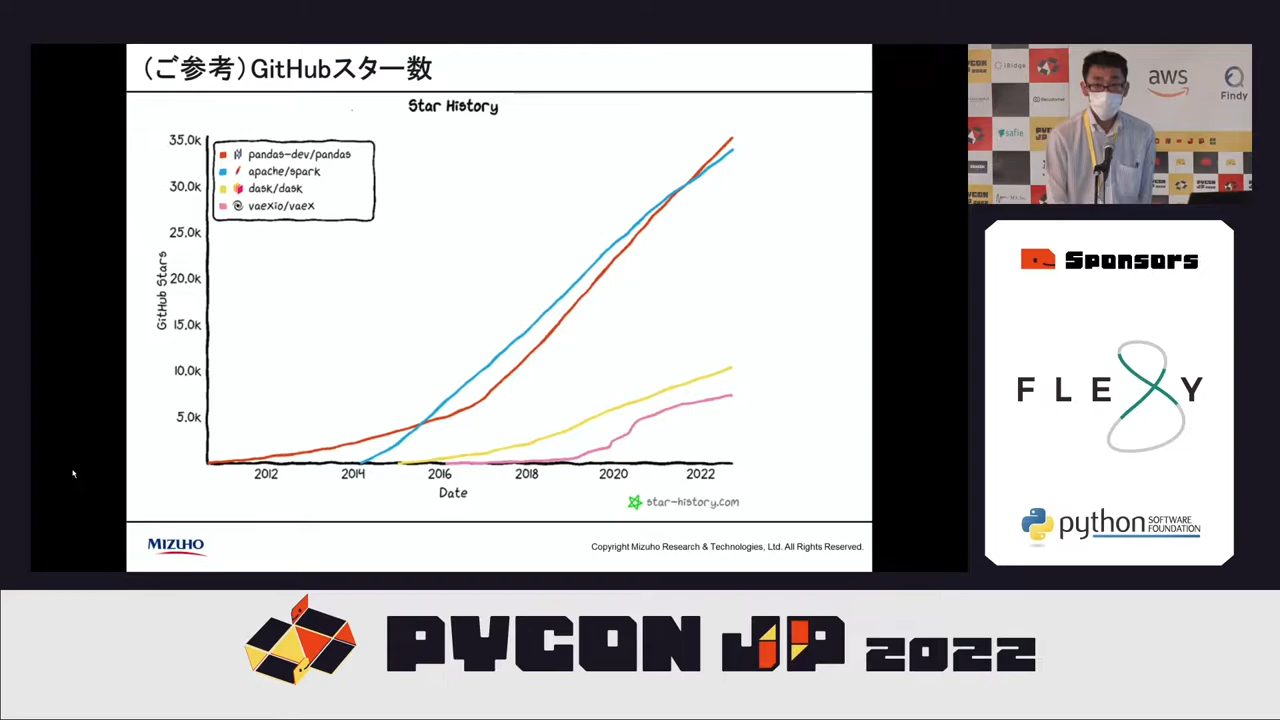 (ご参考)GitHubスター数
Star History
pandas-dev/pandas
apache/spark
dask/dask
vaexio/vaex
35.0k
30.0k
25.0k
20.0k
15.0k
10.0k
5.0k
GitHub Stars
2012
2014
2016
2018
2020
2022
Date
star-history.com
MIZUHO
Copyright Mizuho Research & Technologies, Ltd. All Rights Reserved.
aws
Findy
iRidge
safie
Sponsors
FLEXY
python SOFTWARE
FOUNDATION
PYCON JP 2022